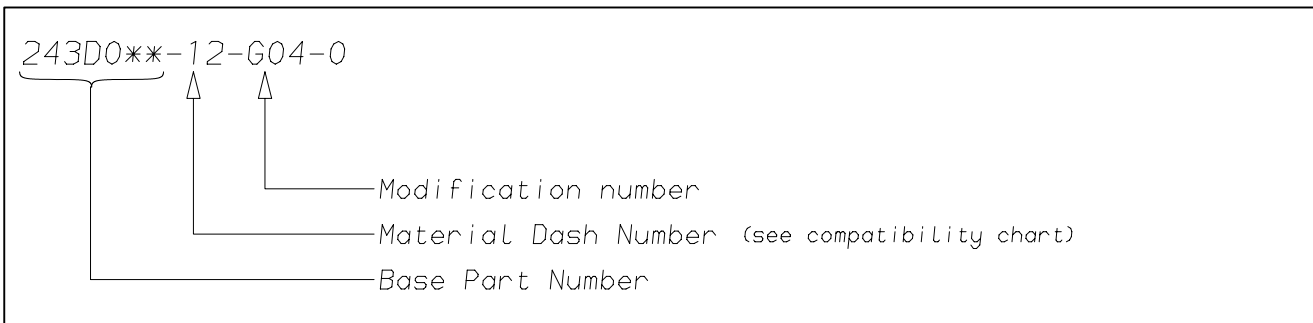 243D0**-12-G04-0
Modification number
Material Dash Number (see compatibility chart)
Base Part Number